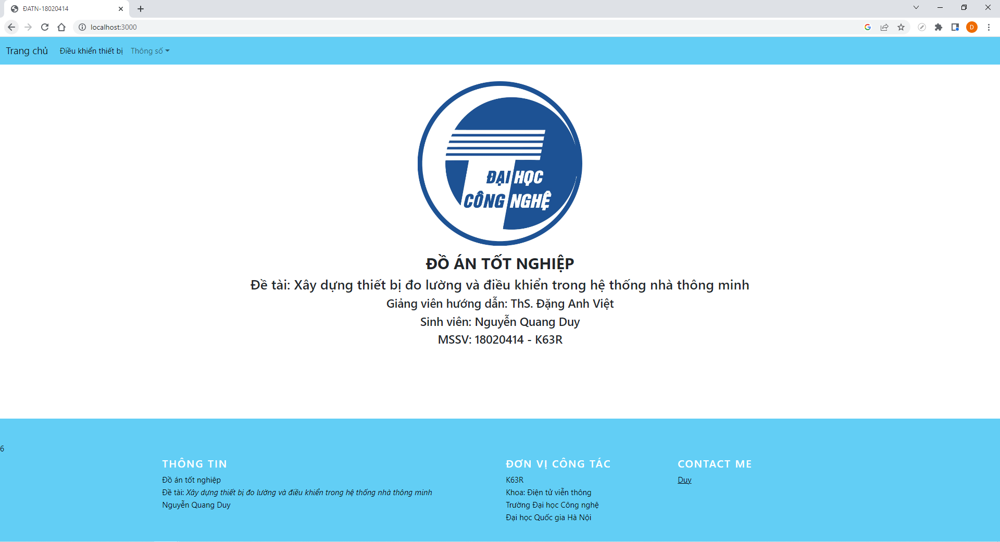 ĐATN-18020414
localhost:3000
D
Trang chủ Điều khiển thiết bị Thông số
ĐẠI HỌC
CÔNG NGHỆ
ĐỒ ÁN TỐT NGHIỆP
Đề tài: Xây dựng thiết bị đo lường và điều khiển trong hệ thống nhà thông minh
Giảng viên hướng dẫn: ThS. Đặng Anh Việt
Sinh viên: Nguyễn Quang Duy
MSSV: 18020414 - K63R
6
THÔNG TIN
Đồ án tốt nghiệp
Đề tài: Xây dựng thiết bị đo lường và điều khiển trong hệ thống nhà thông minh
Nguyễn Quang Duy
ĐƠN VỊ CÔNG TÁC
K63R
Khoa: Điện tử viễn thông
Trường Đại học Công nghệ
Đại học Quốc gia Hà Nội
CONTACT ME
Duy